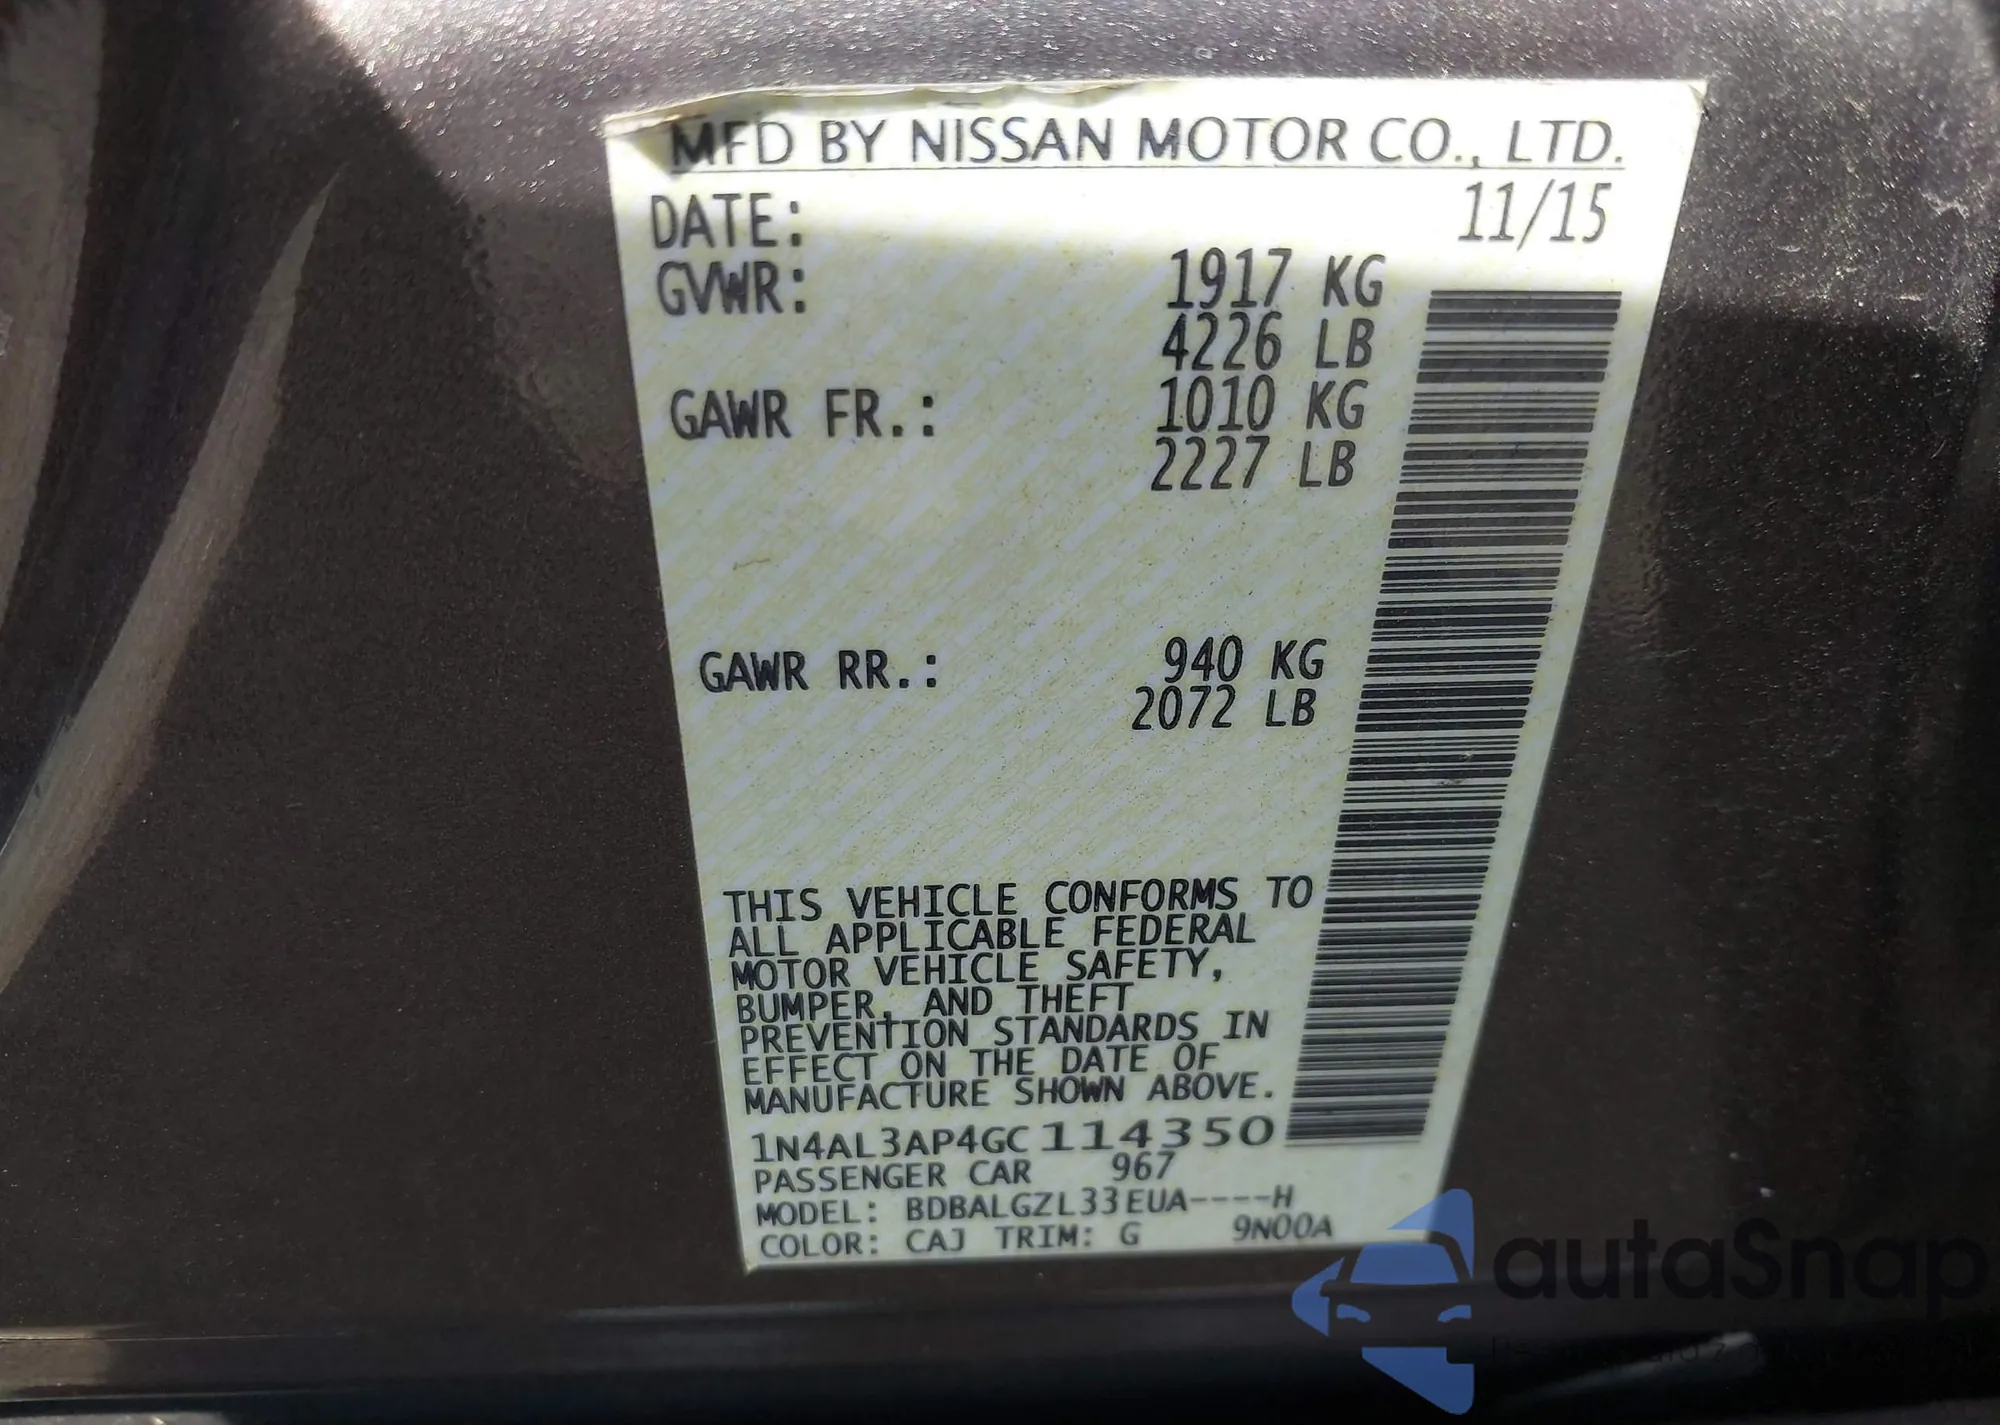 MFD BY NISSAN MOTOR CO., LTD.
DATE: 11/15
GVWR: 1917 KG
4226 LB
GAWR FR.: 1010 KG
2227 LB
GAWR RR.: 940 KG
2072 LB
THIS VEHICLE CONFORMS TO
ALL APPLICABLE FEDERAL
MOTOR VEHICLE SAFETY,
BUMPER, AND THEFT
PREVENTION STANDARDS IN
EFFECT ON THE DATE OF
MANUFACTURE SHOWN ABOVE.
1N4AL3AP4GC114350
PASSENGER CAR 967
MODEL: BDBALGZL33EUA----H
COLOR: CAJ TRIM: G 9N00A
autaSnap